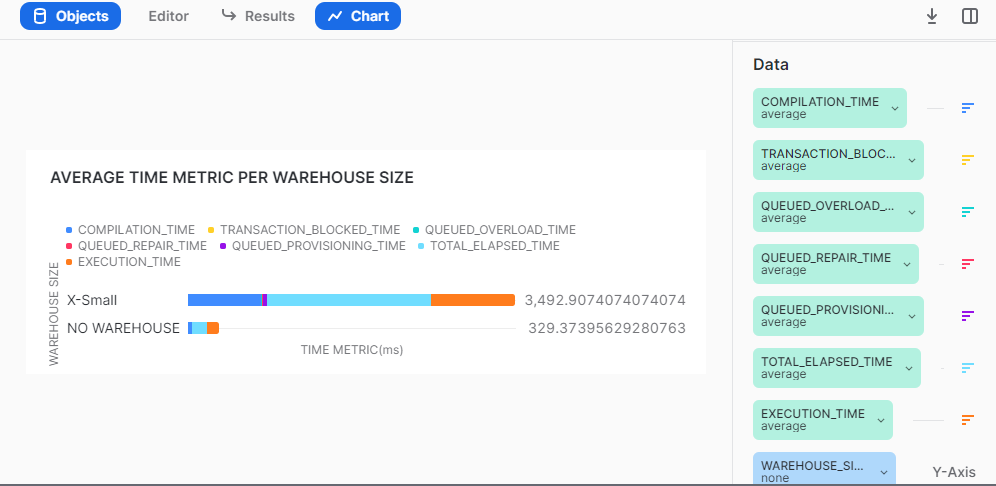 Objects
Editor
Results
Chart
AVERAGE TIME METRIC PER WAREHOUSE SIZE
COMPILATION_TIME TRANSACTION_BLOCKED_TIME QUEUED_OVERLOAD_TIME
QUEUED_REPAIR_TIME QUEUED_PROVISIONING_TIME TOTAL_ELAPSED_TIME
EXECUTION_TIME
WAREHOUSE SIZE
X-Small 3,492.9074074074074
NO WAREHOUSE 329.37395629280763
TIME METRIC(ms)
Data
COMPILATION_TIME
average
TRANSACTION_BLOC...
average
QUEUED_OVERLOAD_...
average
QUEUED_REPAIR_TIME
average
QUEUED_PROVISIONI...
average
TOTAL_ELAPSED_TIME
average
EXECUTION_TIME
average
WAREHOUSE_SI... Y-Axis
none